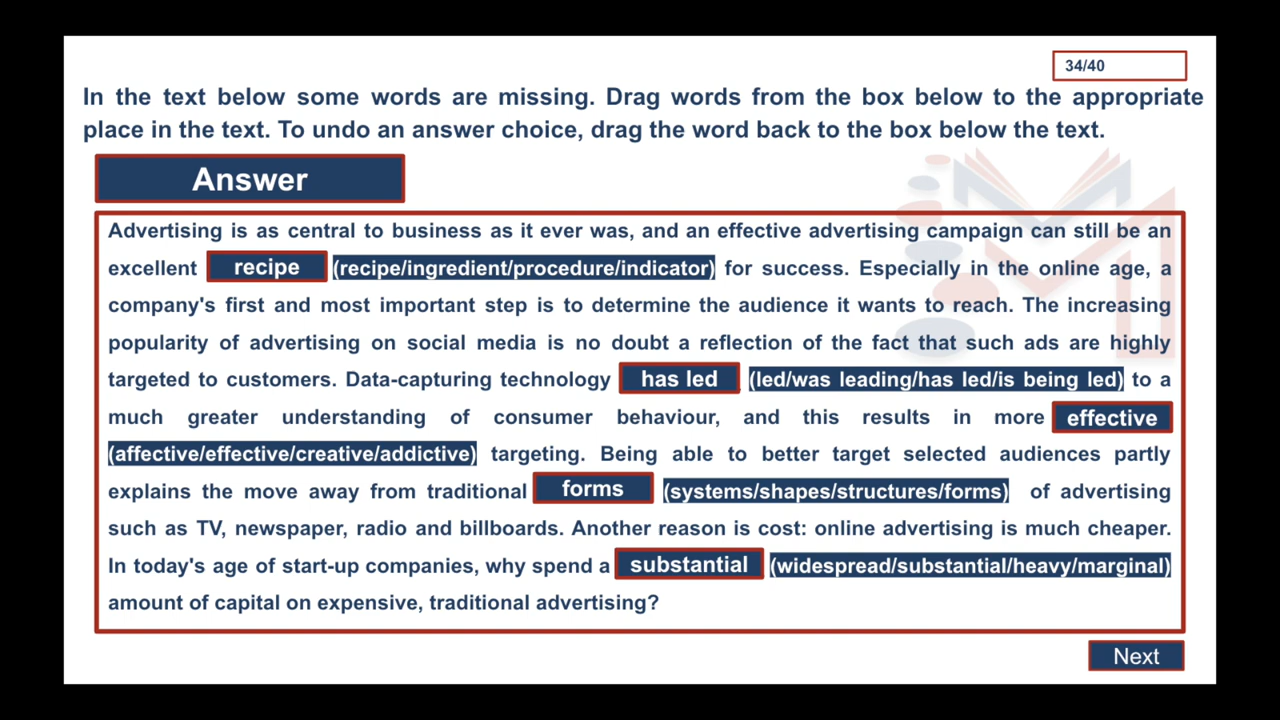 34/40
In the text below some words are missing. Drag words from the box below to the appropriate
place in the text. To undo an answer choice, drag the word back to the box below the text.
Answer
Advertising is as central to business as it ever was, and an effective advertising campaign can still be an
excellent recipe (recipe/ingredient/procedure/indicator) for success. Especially in the online age, a
company's first and most important step is to determine the audience it wants to reach. The increasing
popularity of advertising on social media is no doubt a reflection of the fact that such ads are highly
targeted to customers. Data-capturing technology has led (led/was leading/has led/is being led) to a
much greater understanding of consumer behaviour, and this results in more effective
(affective/effective/creative/addictive) targeting. Being able to better target selected audiences partly
explains the move away from traditional forms (systems/shapes/structures/forms) of advertising
such as TV, newspaper, radio and billboards. Another reason is cost: online advertising is much cheaper.
In today's age of start-up companies, why spend a substantial (widespread/substantial/heavy/marginal)
amount of capital on expensive, traditional advertising?
Next